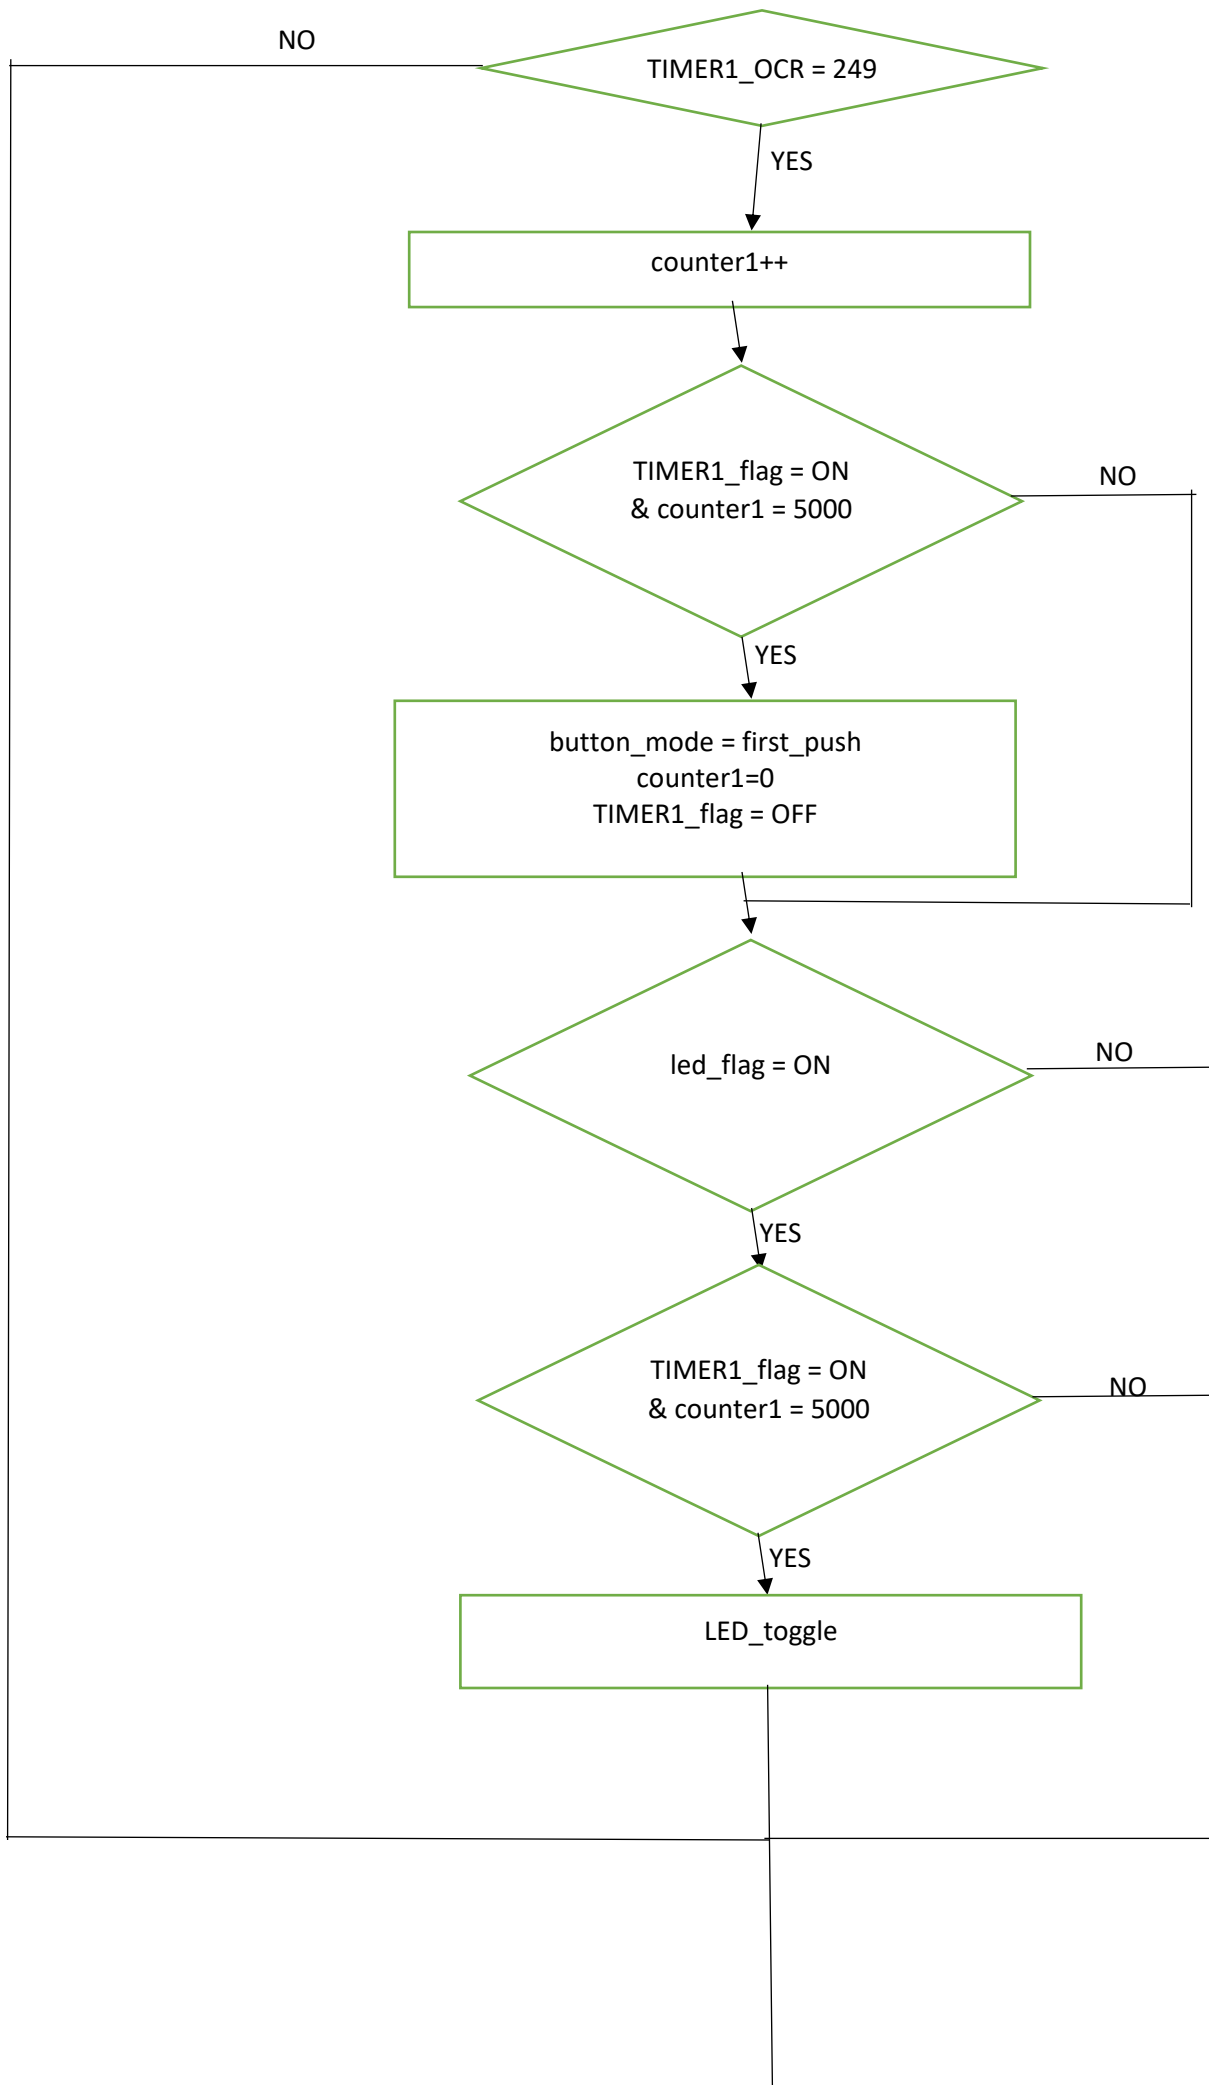 NO
TIMER1_OCR = 249
YES
counter1++
TIMER1_flag = ON
& counter1 = 5000
NO
YES
button_mode = first_push
counter1=0
TIMER1_flag = OFF
led_flag = ON
NO
YES
TIMER1_flag = ON
& counter1 = 5000
NO
YES
LED_toggle